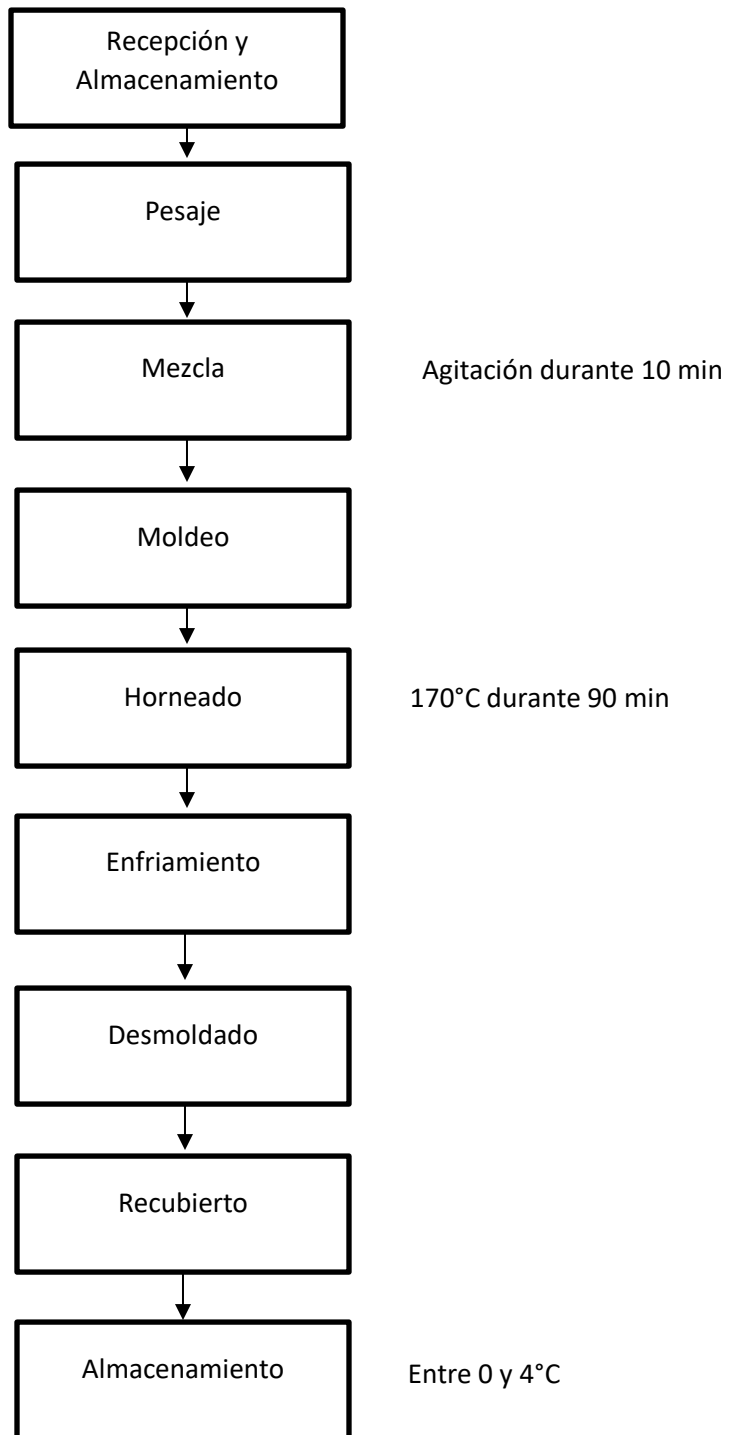 Recepción y
Almacenamiento
Pesaje
Mezcla
Agitación durante 10 min
Moldeo
Horneado
170°C durante 90 min
Enfriamiento
Desmoldado
Recubierto
Almacenamiento
Entre 0 y 4°C